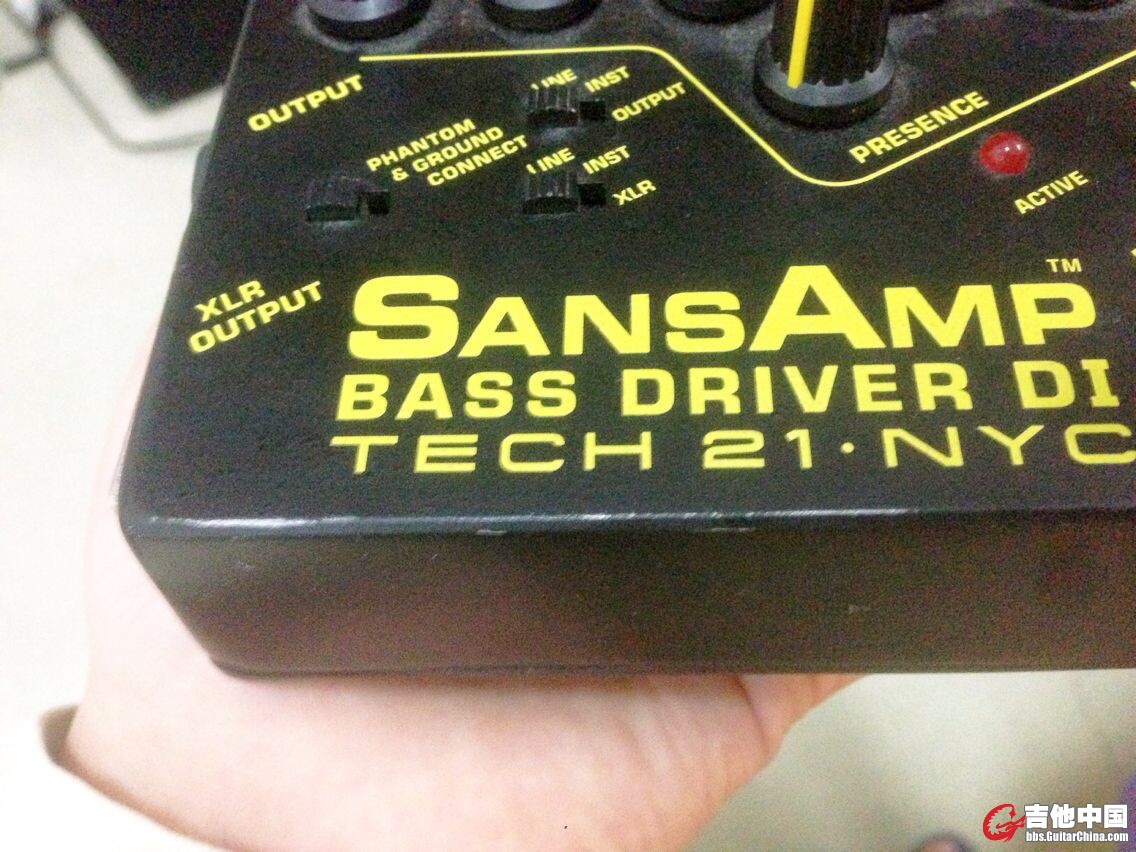 OUTPUT
LINE INST
OUTPUT
PHANTOM
& GROUND
CONNECT
LINE INST
XLR
PRESENCE
ACTIVE
XLR
OUTPUT
SANSAMP™
BASS DRIVER DI
TECH 21·NYC
吉他中国
bbs.GuitarChina.com